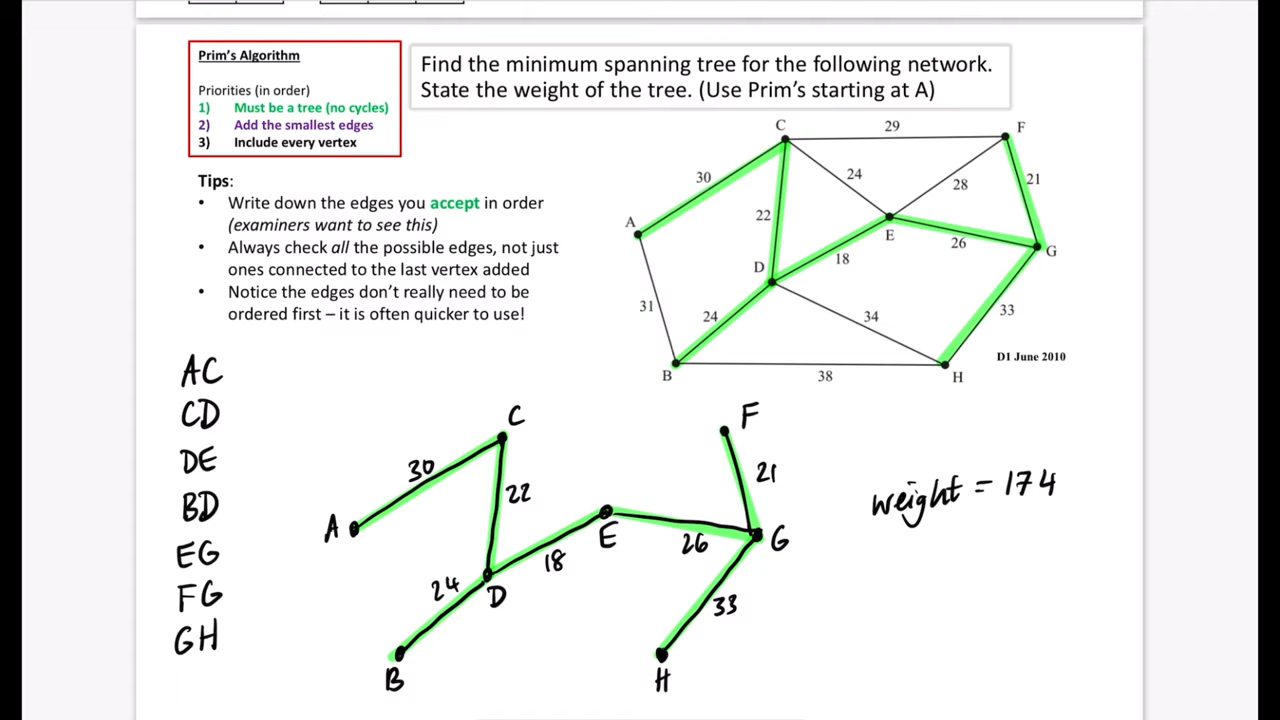 Prim's Algorithm
Priorities (in order)
1) Must be a tree (no cycles)
2) Add the smallest edges
3) Include every vertex
Find the minimum spanning tree for the following network.
State the weight of the tree. (Use Prim's starting at A)
Tips:
• Write down the edges you accept in order
(examiners want to see this)
• Always check all the possible edges, not just
ones connected to the last vertex added
• Notice the edges don't really need to be
ordered first – it is often quicker to use!
C
29
F
30
24
28
21
A
22
E
26
G
D
18
31
24
34
33
D1 June 2010
B
38
H
AC
CD
DE
BD
EG
FG
GH
C
F
30
22
21
weight = 174
A
E
26
G
18
24
D
33
B
H